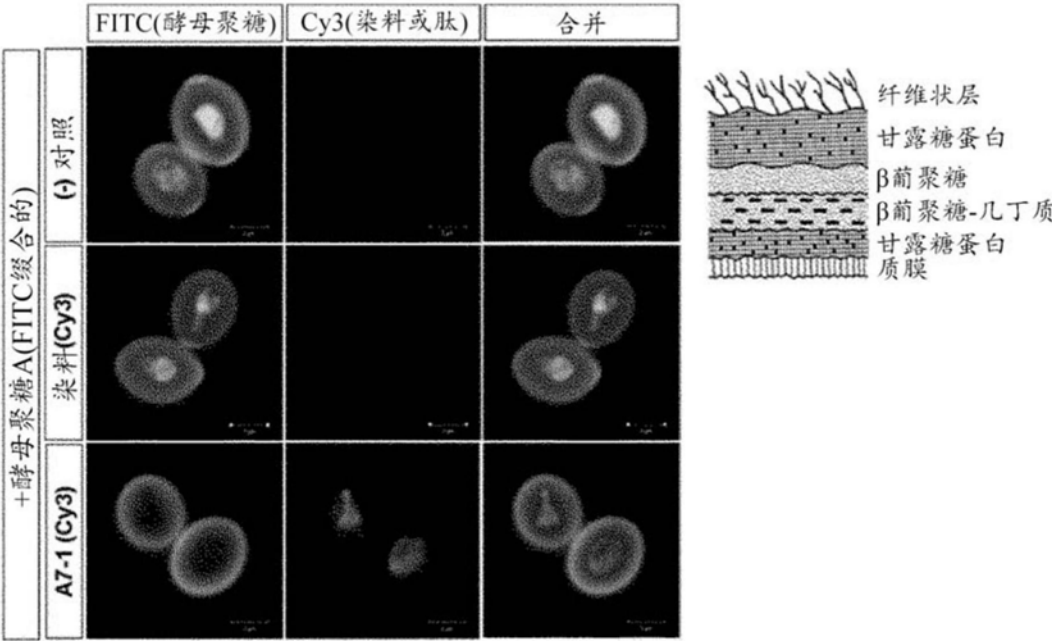 FITC(酵母聚糖)
Cy3(染料或肽)
合并
+酵母聚糖A(FITC缀合的)
(-) 对照
染料(Cy3)
A7-1 (Cy3)
纤维状层
甘露糖蛋白
β葡聚糖
β葡聚糖-几丁质
甘露糖蛋白
质膜